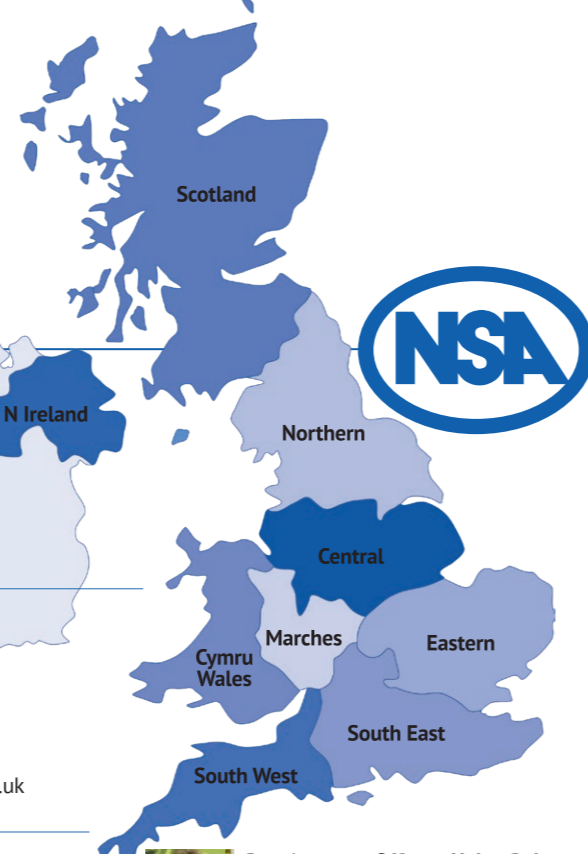 Scotland
NSA
N Ireland
Northern
Central
Marches
Eastern
Cymru
Wales
South East
South West
.uk